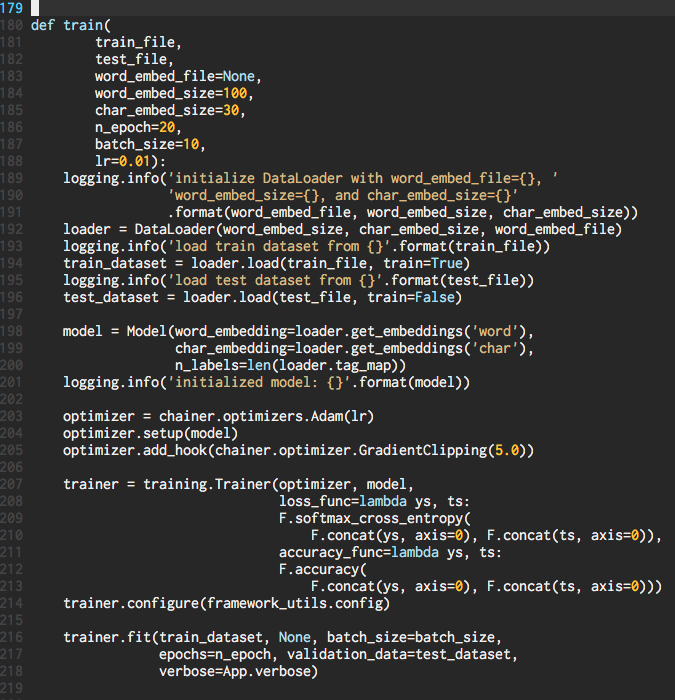 179
180 def train(
181         train_file,
182         test_file,
183         word_embed_file=None,
184         word_embed_size=100,
185         char_embed_size=30,
186         n_epoch=20,
187         batch_size=10,
188         lr=0.01):
189     logging.info('initialize DataLoader with word_embed_file={}, '
190                  'word_embed_size={}, and char_embed_size={}'
191                  .format(word_embed_file, word_embed_size, char_embed_size))
192     loader = DataLoader(word_embed_size, char_embed_size, word_embed_file)
193     logging.info('load train dataset from {}'.format(train_file))
194     train_dataset = loader.load(train_file, train=True)
195     logging.info('load test dataset from {}'.format(test_file))
196     test_dataset = loader.load(test_file, train=False)
197
198     model = Model(word_embedding=loader.get_embeddings('word'),
199                   char_embedding=loader.get_embeddings('char'),
200                   n_labels=len(loader.tag_map))
201     logging.info('initialized model: {}'.format(model))
202
203     optimizer = chainer.optimizers.Adam(lr)
204     optimizer.setup(model)
205     optimizer.add_hook(chainer.optimizer.GradientClipping(5.0))
206
207     trainer = training.Trainer(optimizer, model,
208                                loss_func=lambda ys, ts:
209                                F.softmax_cross_entropy(
210                                    F.concat(ys, axis=0), F.concat(ts, axis=0)),
211                                accuracy_func=lambda ys, ts:
212                                F.accuracy(
213                                    F.concat(ys, axis=0), F.concat(ts, axis=0)))
214     trainer.configure(framework_utils.config)
215
216     trainer.fit(train_dataset, None, batch_size=batch_size,
217                 epochs=n_epoch, validation_data=test_dataset,
218                 verbose=App.verbose)
219